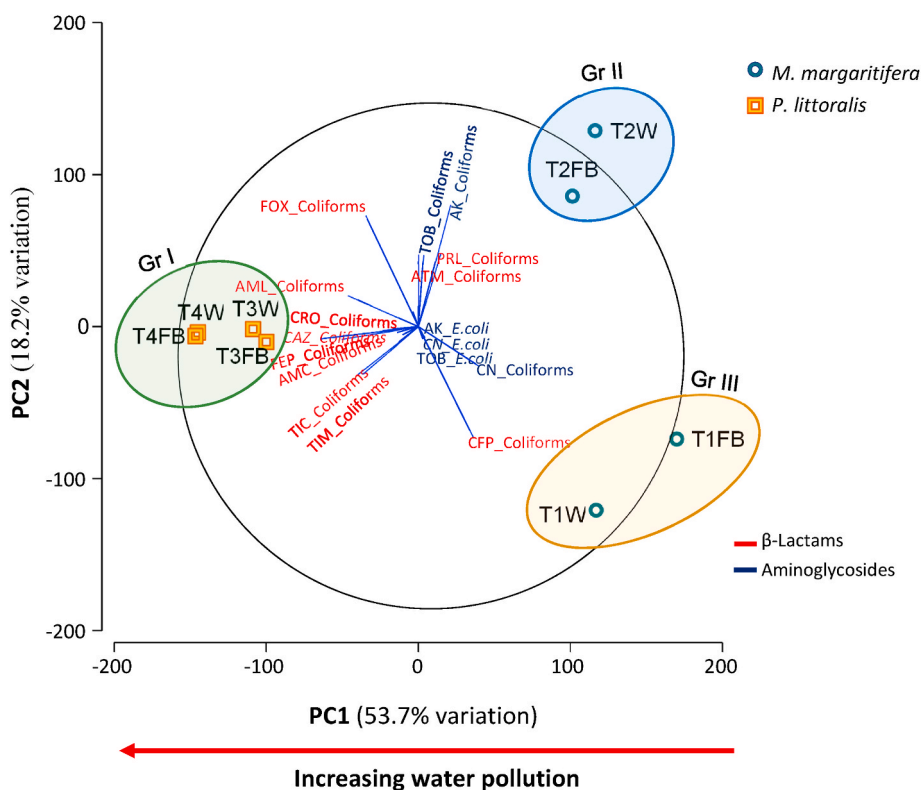 200
100
0
-100
-200
PC2 (18.2% variation)
Gr II
T2W
T2FB
M. margaritifera
P. littoralis
FOX_Coliforms
TOB_Coliforms
AK_Coliforms
PRL_Coliforms
ATM_Coliforms
Gr I
AML_Coliforms
T4W
T3W
T4FB
T3FB
CRO_Coliforms
CAZ_Coliforms
FEP_Coliforms
AMC_Coliforms
TIC_Coliforms
TIM_Coliforms
AK_E.coli
CN_E.coli
TOB_E.coli
CN_Coliforms
CFP_Coliforms
Gr III
T1FB
T1W
β-Lactams
Aminoglycosides
-200 -100 0 100 200
PC1 (53.7% variation)
Increasing water pollution